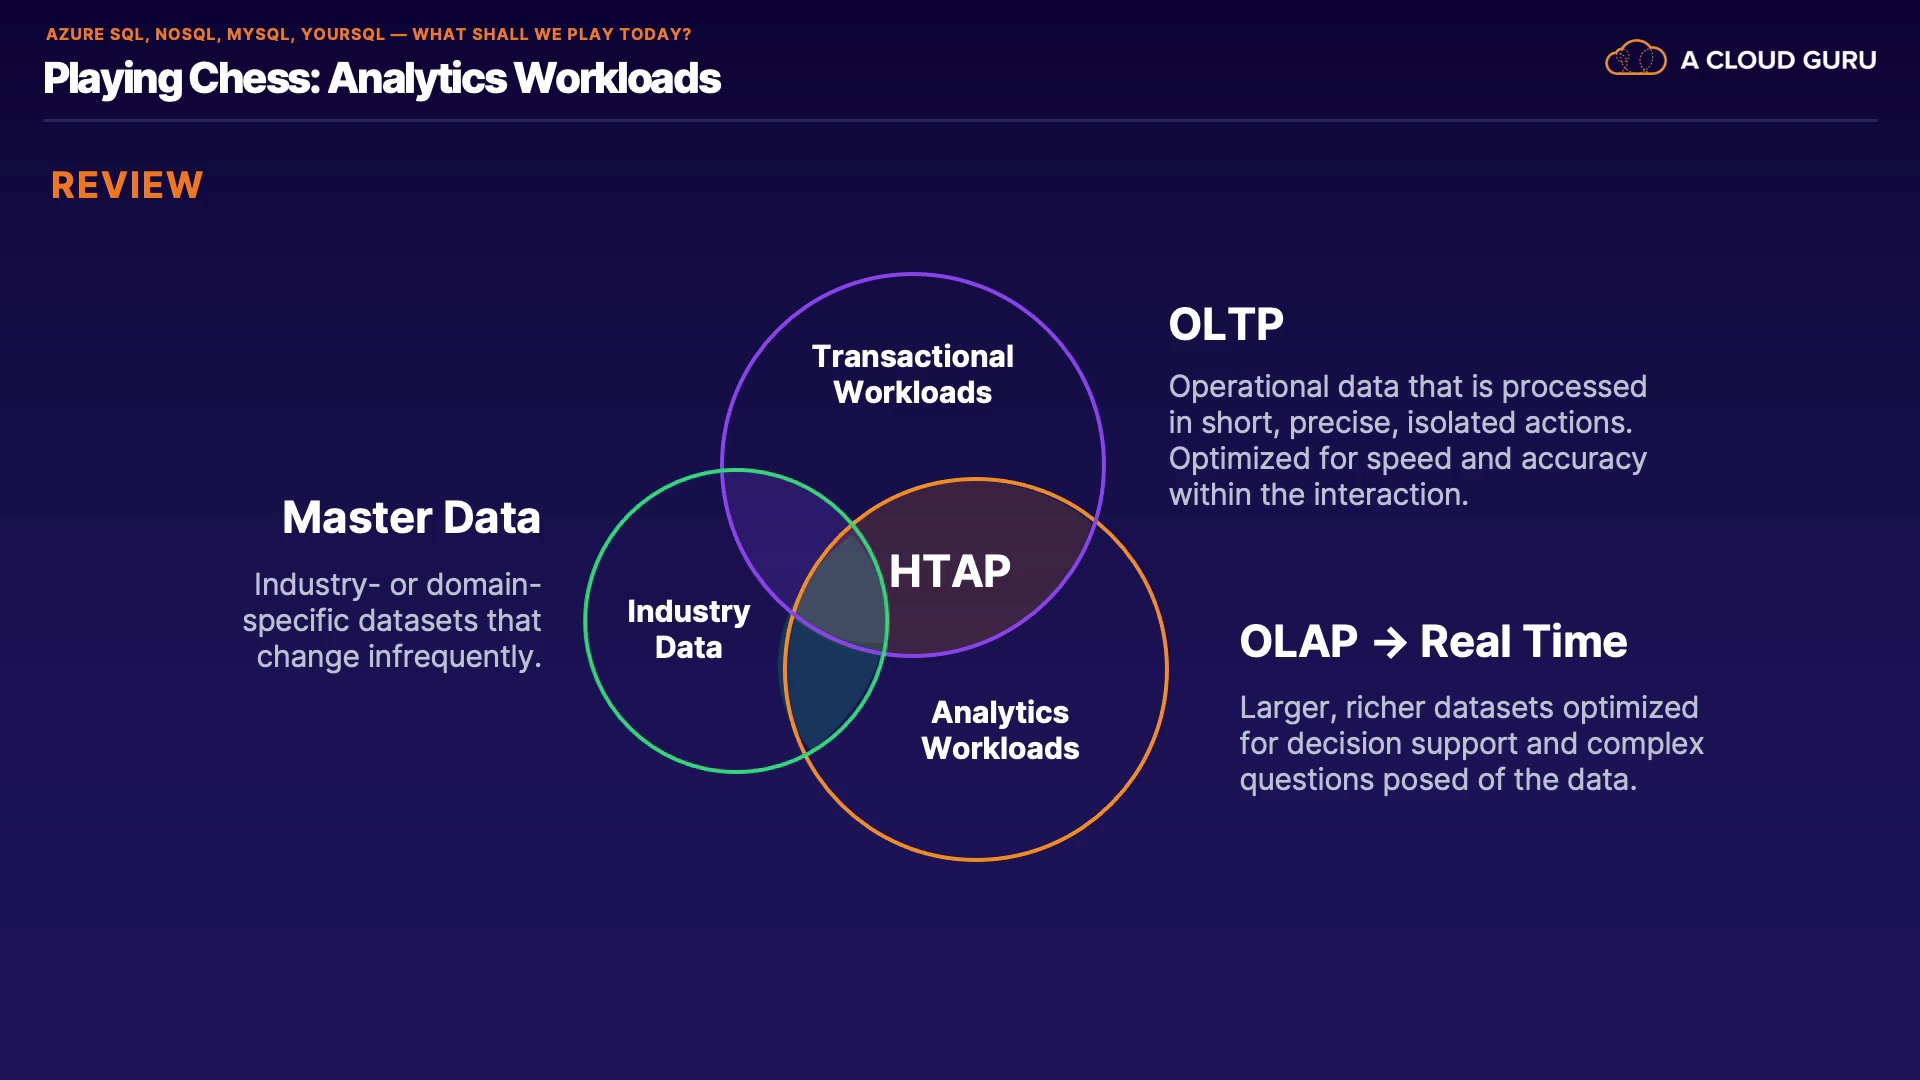 AZURE SQL, NOSQL, MYSQL, YOURSQL — WHAT SHALL WE PLAY TODAY?
Playing Chess: Analytics Workloads
A CLOUD GURU
REVIEW
Transactional
Workloads
OLTP
Operational data that is processed
in short, precise, isolated actions.
Optimized for speed and accuracy
within the interaction.
Master Data
Industry- or domain-
specific datasets that
change infrequently.
Industry
Data
HTAP
Analytics
Workloads
OLAP → Real Time
Larger, richer datasets optimized
for decision support and complex
questions posed of the data.